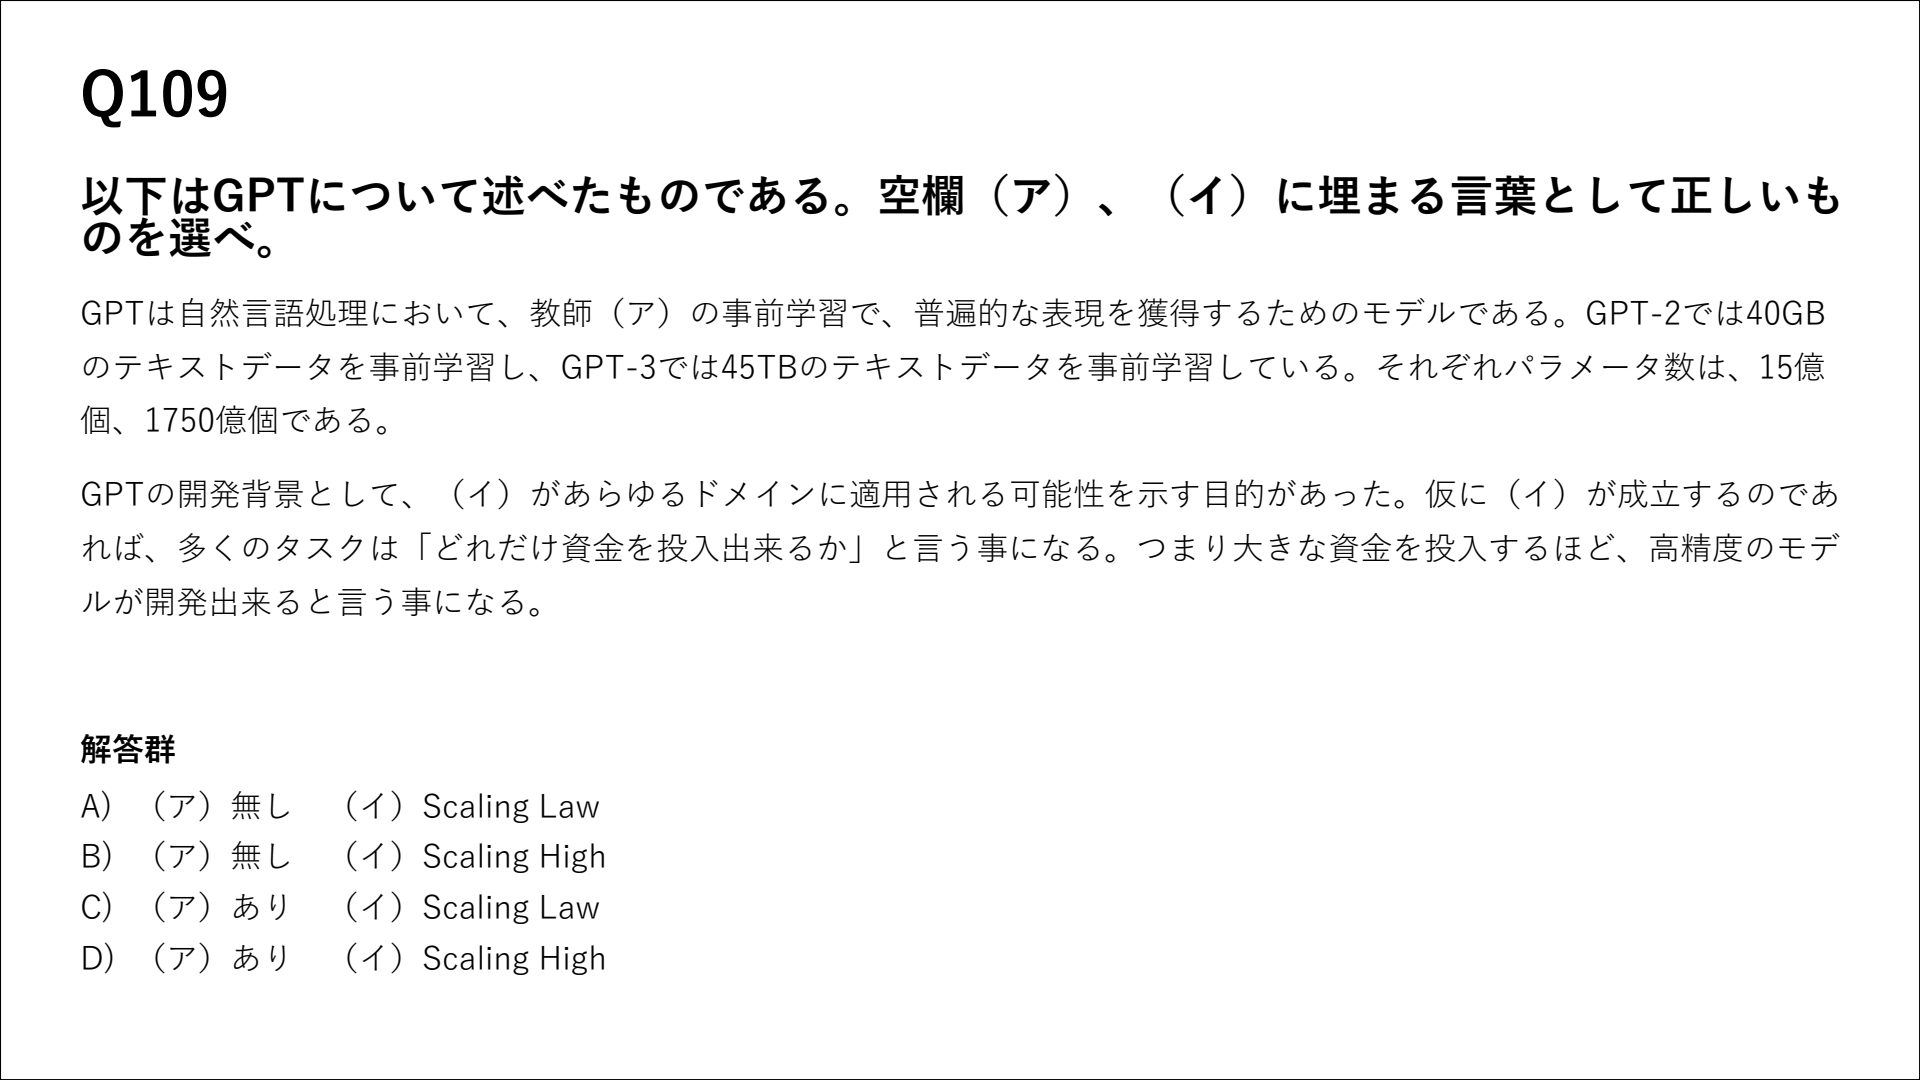 Q109
以下はGPTについて述べたものである。空欄（ア）、（イ）に埋まる言葉として正しいも
のを選べ。
GPTは自然言語処理において、教師（ア）の事前学習で、普遍的な表現を獲得するためのモデルである。GPT-2では40GB
のテキストデータを事前学習し、GPT-3では45TBのテキストデータを事前学習している。それぞれパラメータ数は、15億
個、1750億個である。
GPTの開発背景として、（イ）があらゆるドメインに適用される可能性を示す目的があった。仮に（イ）が成立するのであ
れば、多くのタスクは「どれだけ資金を投入出来るか」と言う事になる。つまり大きな資金を投入するほど、高精度のモデ
ルが開発出来ると言う事になる。
解答群
A) （ア）無し （イ）Scaling Law
B) （ア）無し （イ）Scaling High
C) （ア）あり （イ）Scaling Law
D) （ア）あり （イ）Scaling High